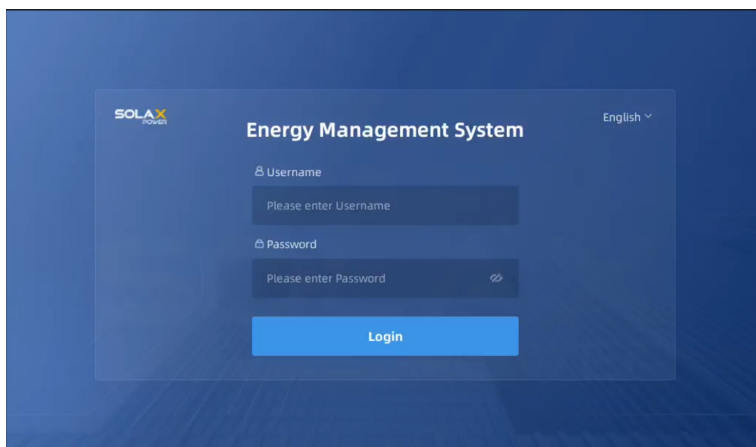 SOLAX
POWER
English
Energy Management System
Username
Please enter Username
Password
Please enter Password
Login